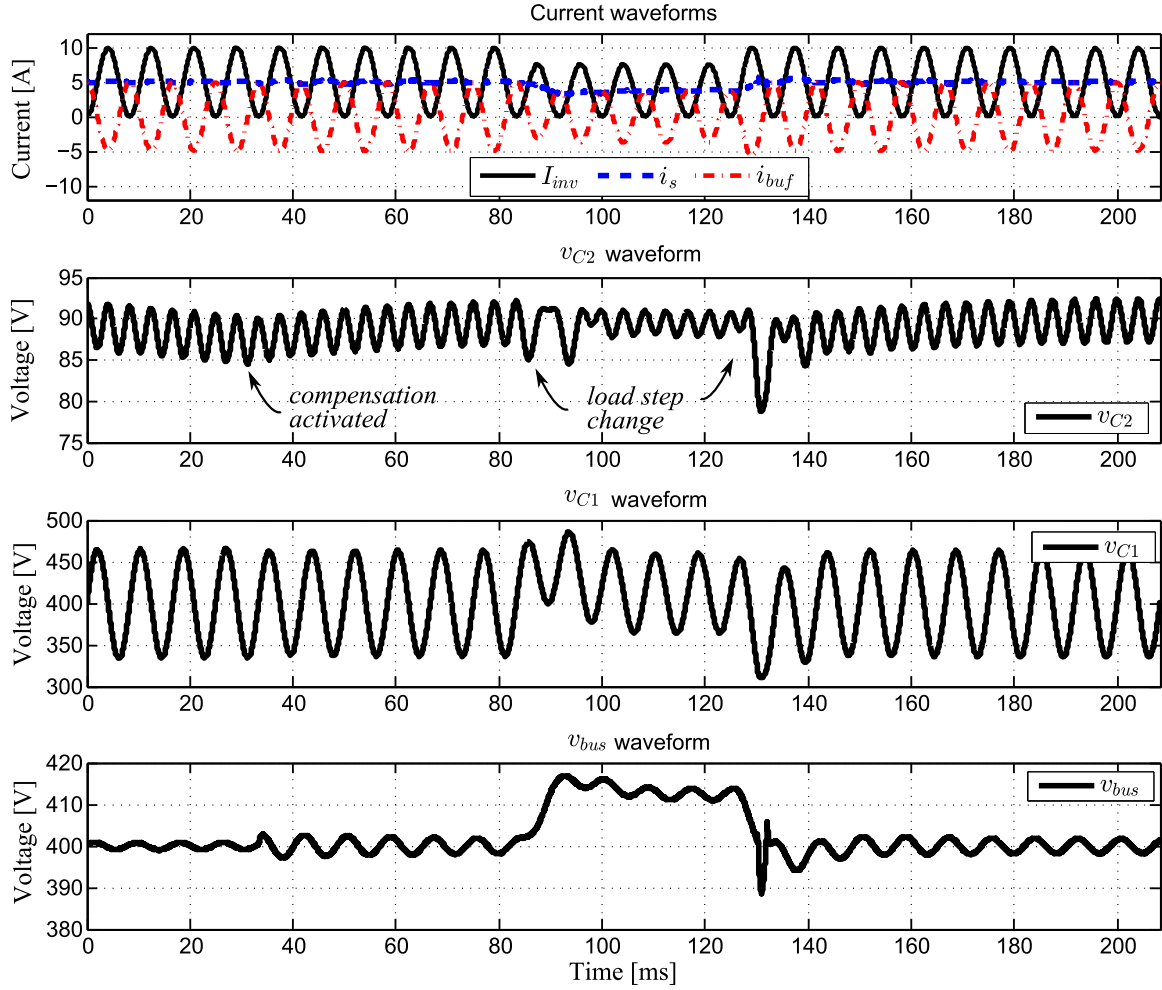 Current waveforms
Current [A]
10
5
0
−5
−10
I_inv i_s i_buf
0 20 40 60 80 100 120 140 160 180 200
v_C2 waveform
Voltage [V]
95
90
85
80
75
compensation
activated
load step
change
v_C2
0 20 40 60 80 100 120 140 160 180 200
v_C1 waveform
Voltage [V]
500
450
400
350
300
v_C1
0 20 40 60 80 100 120 140 160 180 200
v_bus waveform
Voltage [V]
420
410
400
390
380
v_bus
0 20 40 60 80 100 120 140 160 180 200
Time [ms]